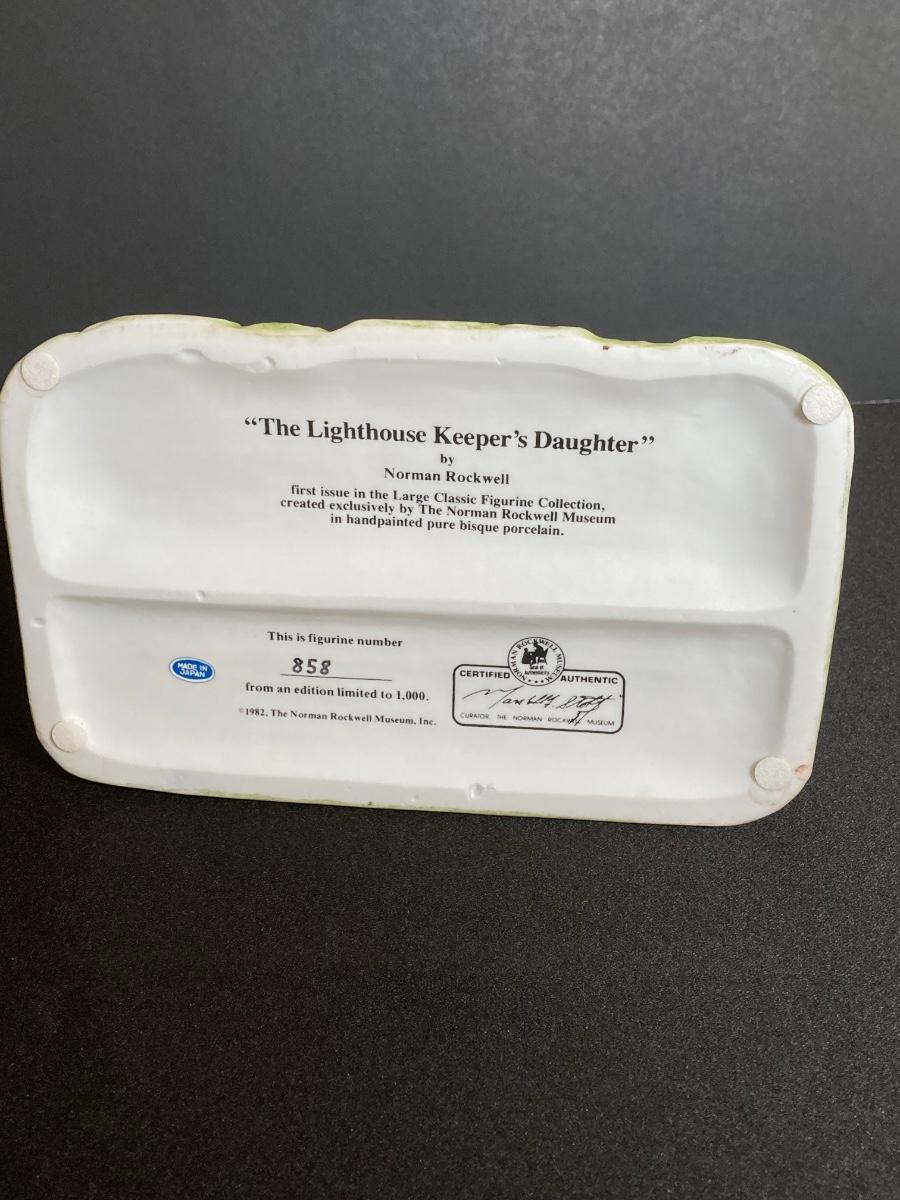 “The Lighthouse Keeper’s Daughter”
by
Norman Rockwell
first issue in the Large Classic Figurine Collection,
created exclusively by The Norman Rockwell Museum
in handpainted pure bisque porcelain.
This is figurine number
858
from an edition limited to 1,000.
©1982, The Norman Rockwell Museum, Inc.
MADE IN
JAPAN
NORMAN ROCKWELL MUSEUM
Seal of
Authenticity
CERTIFIED AUTHENTIC
CURATOR, THE NORMAN ROCKWELL MUSEUM